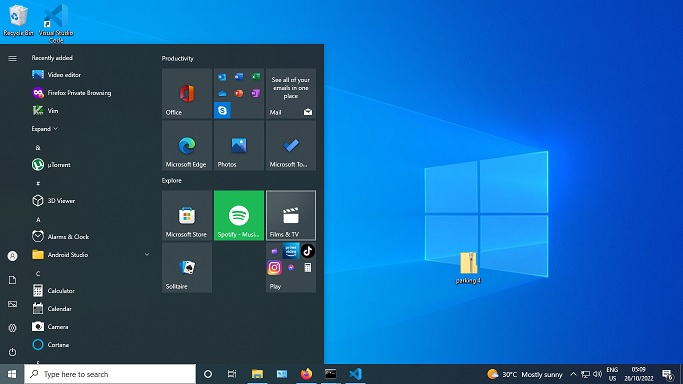 Recycle Bin
Visual Studio
Code
Recently added
Video editor
Firefox Private Browsing
Vim
Expand
&
µTorrent
#
3D Viewer
A
Alarms & Clock
Android Studio
C
Calculator
Calendar
Camera
Cortana
Productivity
Office
See all of your
emails in one
place
Mail
Microsoft Edge
Photos
Microsoft To...
Explore
Microsoft Store
Spotify - Musi...
Films & TV
Solitaire
Play
parking 4
Type here to search
30°C Mostly sunny
ENG
US
05:09
26/10/2022
6